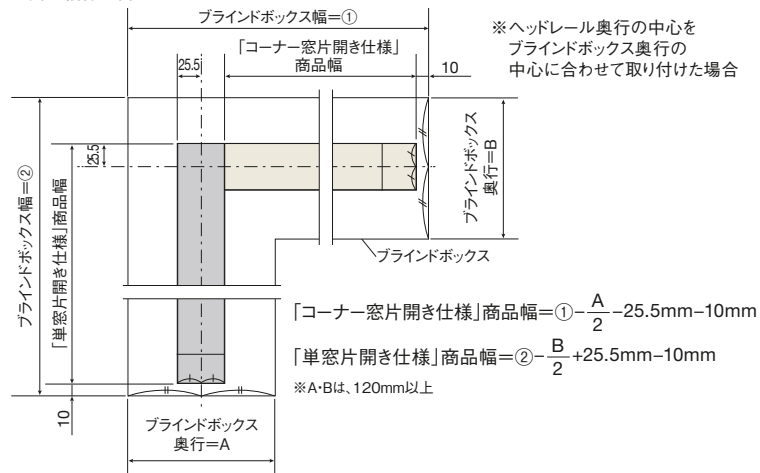 ブラインドボックス幅=①
「コーナー窓片開き仕様」
商品幅
25.5
10
※ヘッドレール奥行の中心を
ブラインドボックス奥行の
中心に合わせて取り付けた場合
25.5
ブラインドボックス幅=②
「単窓片開き仕様」商品幅
ブラインドボックス
奥行=B
ブラインドボックス
「コーナー窓片開き仕様」商品幅=①−A/2−25.5mm−10mm
「単窓片開き仕様」商品幅=②−B/2+25.5mm−10mm
※A・Bは、120mm以上
10
ブラインドボックス
奥行=A